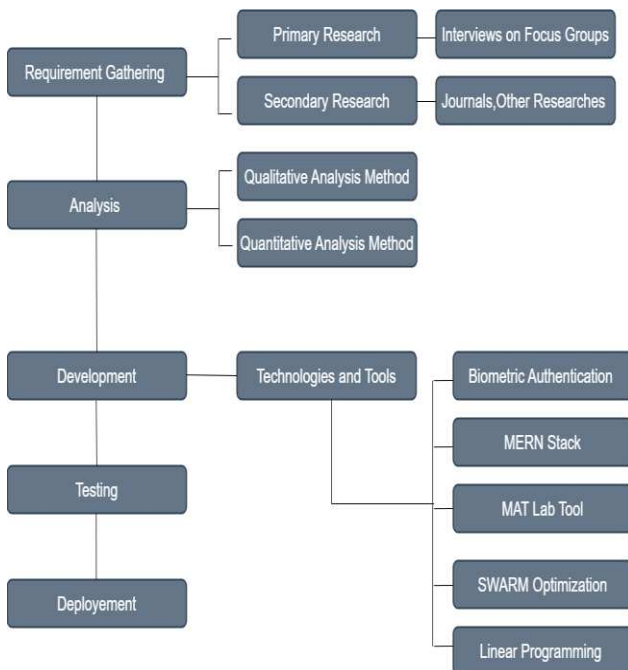 Primary Research
Interviews on Focus Groups
Requirement Gathering
Secondary Research
Journals,Other Researches
Qualitative Analysis Method
Analysis
Quantitative Analysis Method
Development
Technologies and Tools
Biometric Authentication
MERN Stack
Testing
MAT Lab Tool
SWARM Optimization
Deployement
Linear Programming